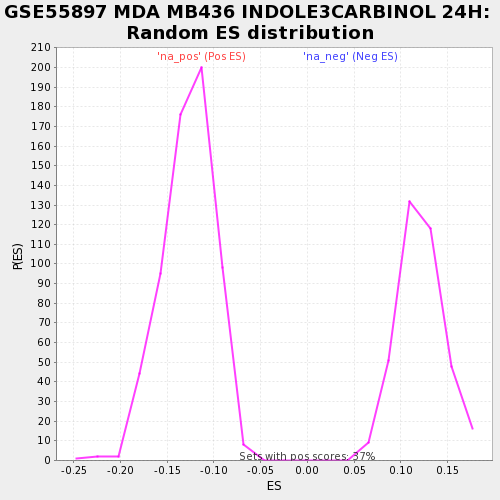 GSE55897 MDA MB436 INDOLE3CARBINOL 24H:
Random ES distribution
'na_pos' (Pos ES)
'na_neg' (Neg ES)
210
200
190
180
170
160
150
140
130
120
110
100
90
80
70
60
50
40
30
20
10
0
P(ES)
Sets with pos scores: 37%
-0.25 -0.20 -0.15 -0.10 -0.05 0.00 0.05 0.10 0.15
ES